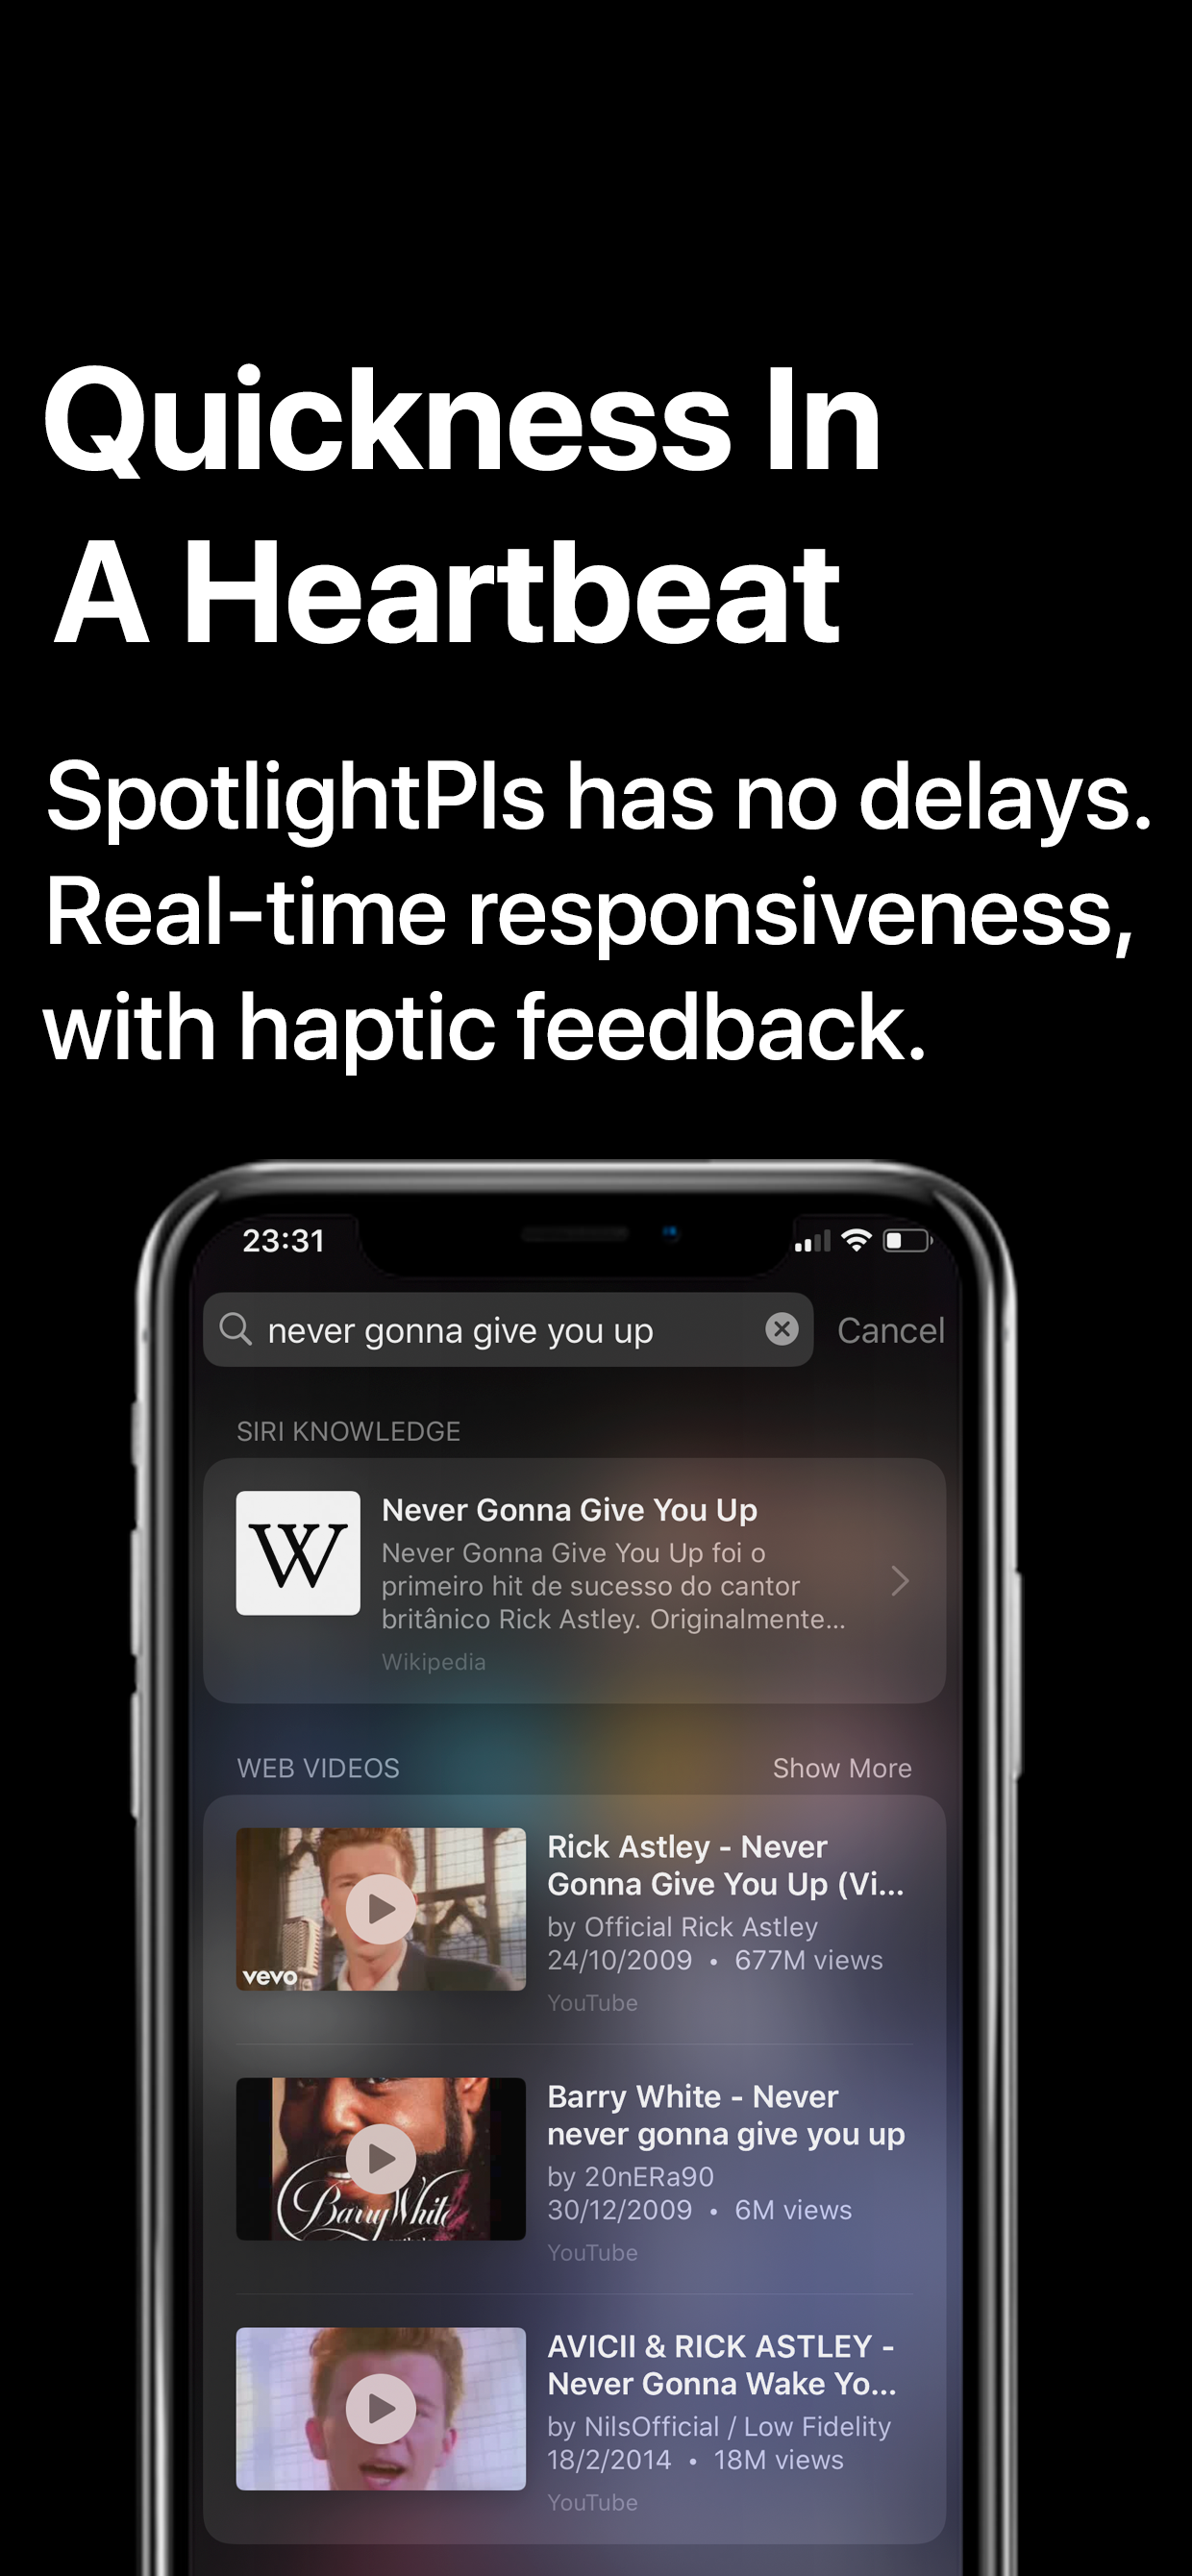 Quickness In
A Heartbeat
SpotlightPls has no delays.
Real-time responsiveness,
with haptic feedback.
23:31
never gonna give you up
Cancel
SIRI KNOWLEDGE
W
Never Gonna Give You Up
Never Gonna Give You Up foi o
primeiro hit de sucesso do cantor
britânico Rick Astley. Originalmente...
Wikipedia
WEB VIDEOS
Show More
Rick Astley - Never
Gonna Give You Up (Vi...
by Official Rick Astley
24/10/2009 • 677M views
YouTube
vevo
Barry White - Never
never gonna give you up
by 20nERa90
30/12/2009 • 6M views
YouTube
Barry White
AVICII & RICK ASTLEY -
Never Gonna Wake Yo...
by NilsOfficial / Low Fidelity
18/2/2014 • 18M views
YouTube